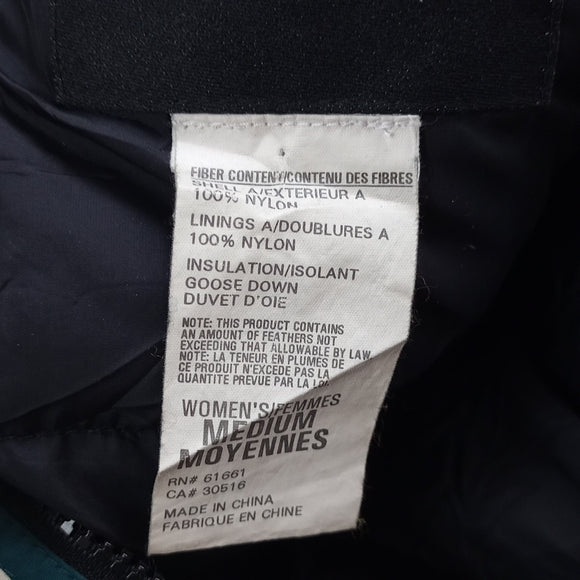 FIBER CONTENT/CONTENU DES FIBRES
SHELL A/EXTERIEUR A
100% NYLON
LININGS A/DOUBLURES A
100% NYLON
INSULATION/ISOLANT
GOOSE DOWN
DUVET D'OIE
NOTE: THIS PRODUCT CONTAINS
AN AMOUNT OF FEATHERS NOT
EXCEEDING THAT ALLOWABLE BY LAW
NOTE: LA TENEUR EN PLUMES DE
CE PRODUIT N'EXCEDE PAS LA
QUANTITE PREVUE PAR LA
WOMEN'S/FEMMES
MEDIUM
MOYENNES
RN# 61661
CA# 30516
MADE IN CHINA
FABRIQUE EN CHINE